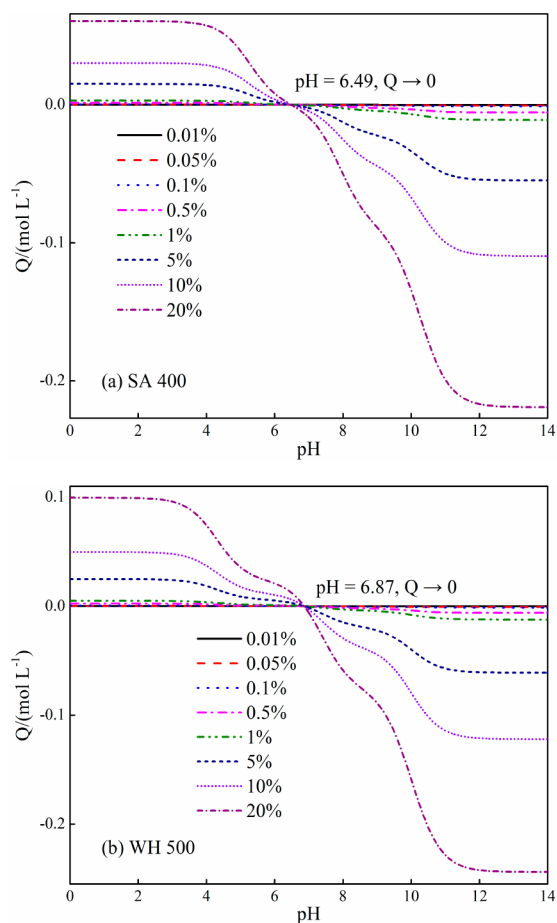 pH = 6.49, Q → 0
0.0
0.01%
0.05%
0.1%
0.5%
1%
5%
10%
20%
Q/(mol L⁻¹)
-0.1
-0.2
(a) SA 400
0 2 4 6 8 10 12 14
pH
0.1
pH = 6.87, Q → 0
0.0
0.01%
0.05%
0.1%
0.5%
1%
5%
10%
20%
Q/(mol L⁻¹)
-0.1
-0.2
(b) WH 500
0 2 4 6 8 10 12 14
pH